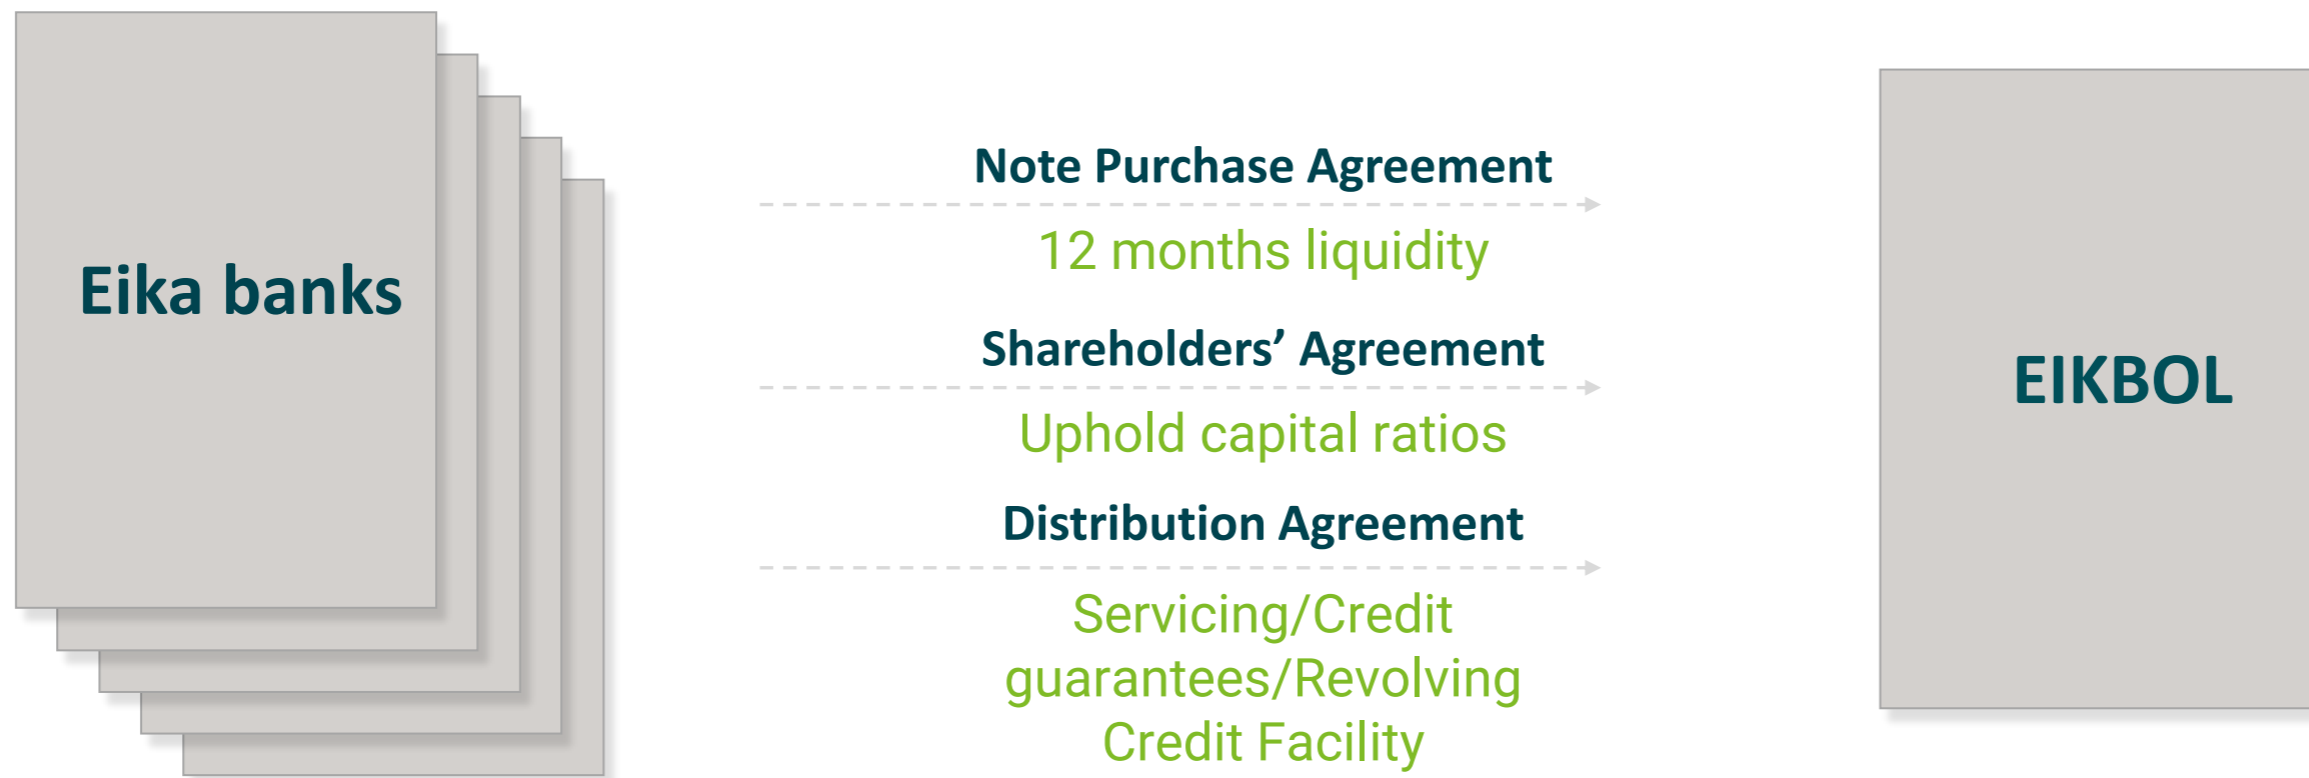 Eika banks
Note Purchase Agreement
12 months liquidity
Shareholders’ Agreement
Uphold capital ratios
Distribution Agreement
Servicing/Credit
guarantees/Revolving
Credit Facility
EIKBOL